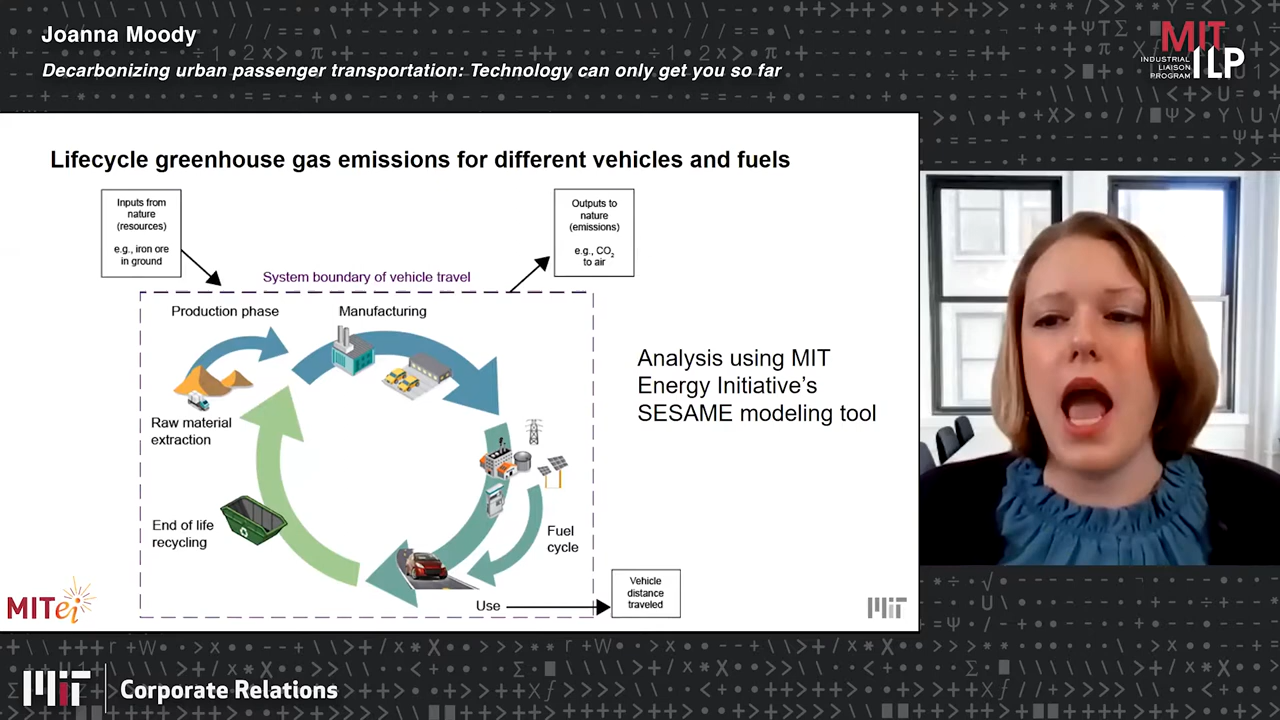 Joanna Moody
Decarbonizing urban passenger transportation: Technology can only get you so far
MIT
INDUSTRIAL
LIAISON
PROGRAM
ILP
Lifecycle greenhouse gas emissions for different vehicles and fuels
Inputs from
nature
(resources)
e.g., iron ore
in ground
Outputs to
nature
(emissions)
e.g., CO2
to air
System boundary of vehicle travel
Production phase
Manufacturing
Raw material
extraction
Analysis using MIT
Energy Initiative's
SESAME modeling tool
End of life
recycling
Fuel
cycle
Use
Vehicle
distance
traveled
MITei
MIT
MIT
Corporate Relations